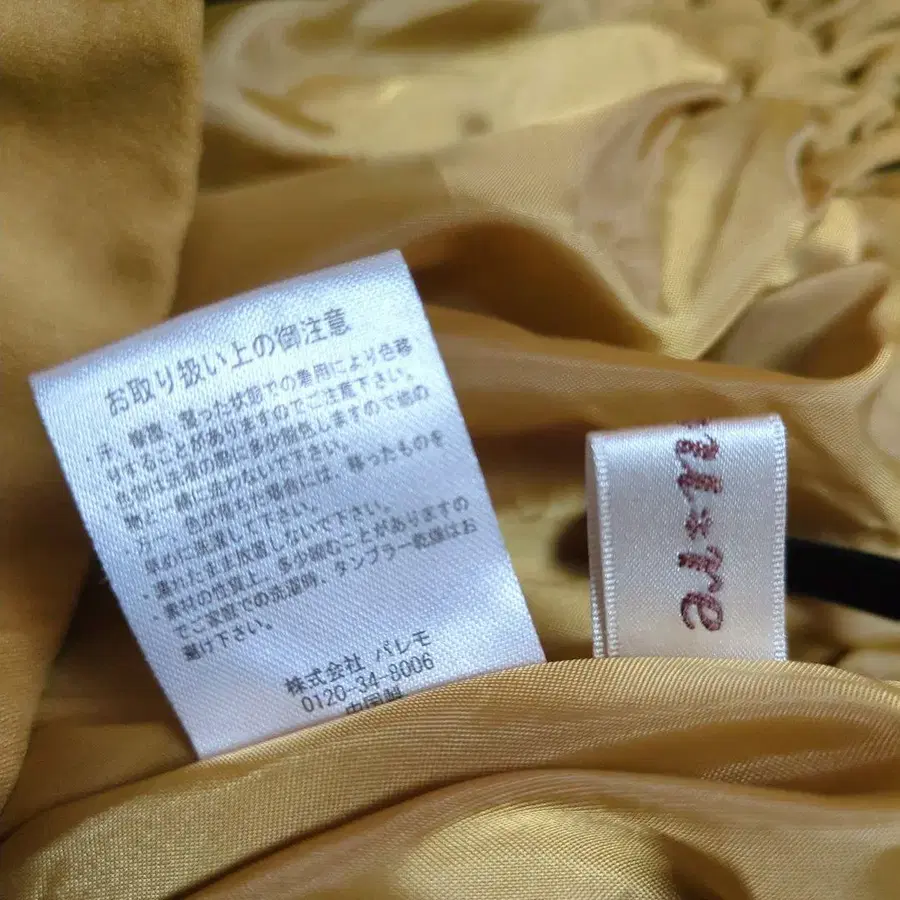 お取り扱い上の御注意
・汗、摩擦、湿った状態での着用により色移
りすることがありますのでご注意下さい。
・色物は洗濯の際に多少脱色しますので他の
物と一緒に洗わないで下さい。
・万一、色が落ちた場合には、移ったものを
早めに洗濯して下さい。
・濡れたまま放置しないで下さい。
・素材の性質上、多少縮むことがありますの
でご家庭での洗濯時、タンブラー乾燥はお
避け下さい。
株式会社 パレモ
0120-34-8006
中国製